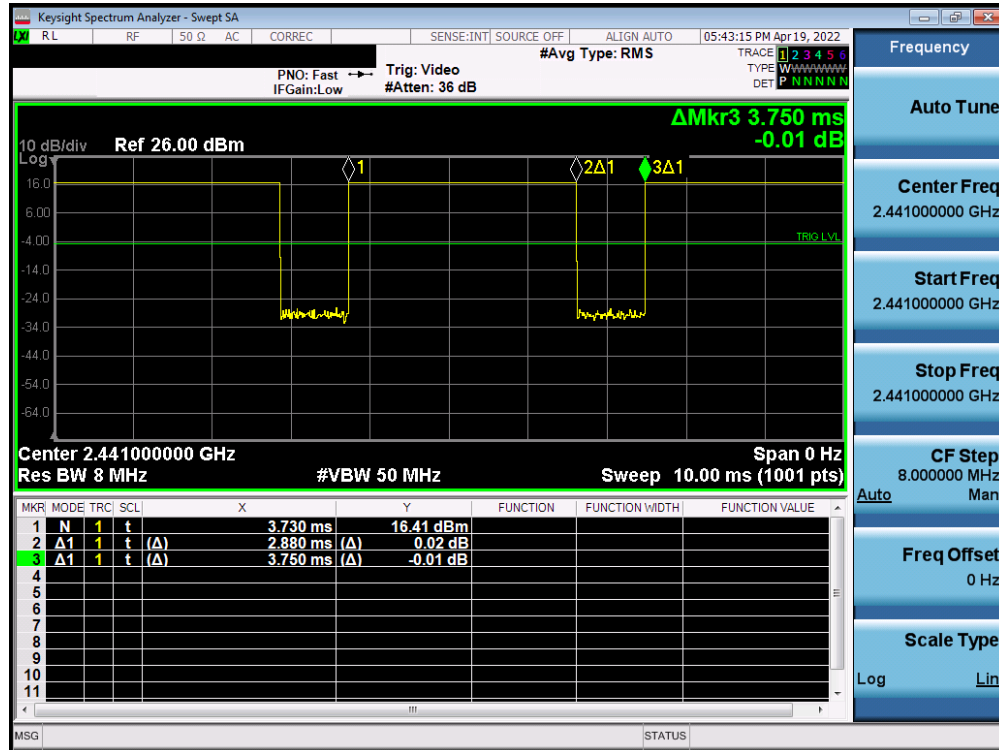 Keysight Spectrum Analyzer - Swept SA
LXI RL RF 50 Ω AC CORREC SENSE:INT SOURCE OFF ALIGN AUTO 05:43:15 PM Apr 19, 2022
#Avg Type: RMS
TRACE 1 2 3 4 5 6
PNO: Fast Trig: Video
TYPE WWWWWW
IFGain:Low #Atten: 36 dB
DET P N N N N N
ΔMkr3 3.750 ms
-0.01 dB
10 dB/div Ref 26.00 dBm
Log
1 2Δ1 3Δ1
16.0
6.00
-4.00
TRIG LVL
-14.0
-24.0
-34.0
-44.0
-54.0
-64.0
Center 2.441000000 GHz Span 0 Hz
Res BW 8 MHz #VBW 50 MHz Sweep 10.00 ms (1001 pts)
MKR MODE TRC SCL X Y FUNCTION FUNCTION WIDTH FUNCTION VALUE
1 N 1 t 3.730 ms 16.41 dBm
2 Δ1 1 t (Δ) 2.880 ms (Δ) 0.02 dB
3 Δ1 1 t (Δ) 3.750 ms (Δ) -0.01 dB
4
5
6
7
8
9
10
11
MSG STATUS
Frequency
Auto Tune
Center Freq
2.441000000 GHz
Start Freq
2.441000000 GHz
Stop Freq
2.441000000 GHz
CF Step
8.000000 MHz
Auto Man
Freq Offset
0 Hz
Scale Type
Log Lin